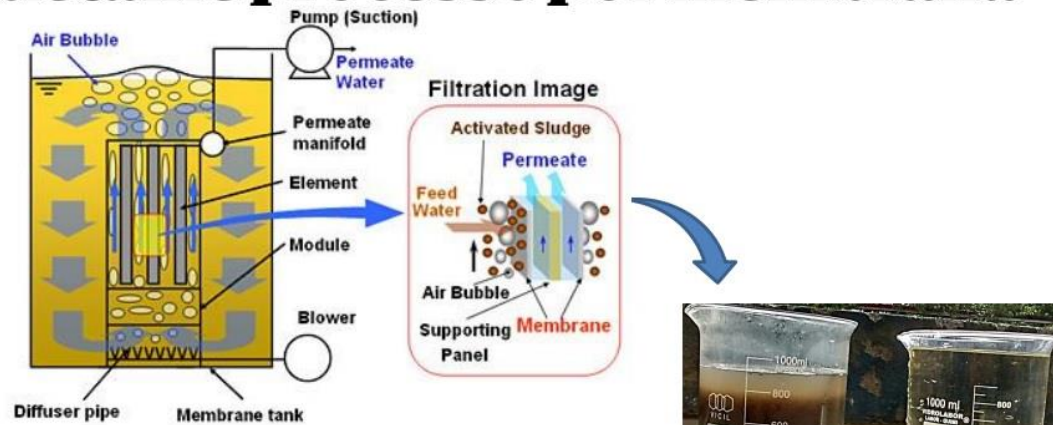 Pump (Suction)
Air Bubble
Permeate
Water
Permeate
manifold
Element
Module
Blower
Diffuser pipe
Membrane tank
Filtration Image
Activated Sludge
Permeate
Feed
Water
Air Bubble
Supporting
Panel
Membrane
1000ml
800
VIGIL
1000 ml
800